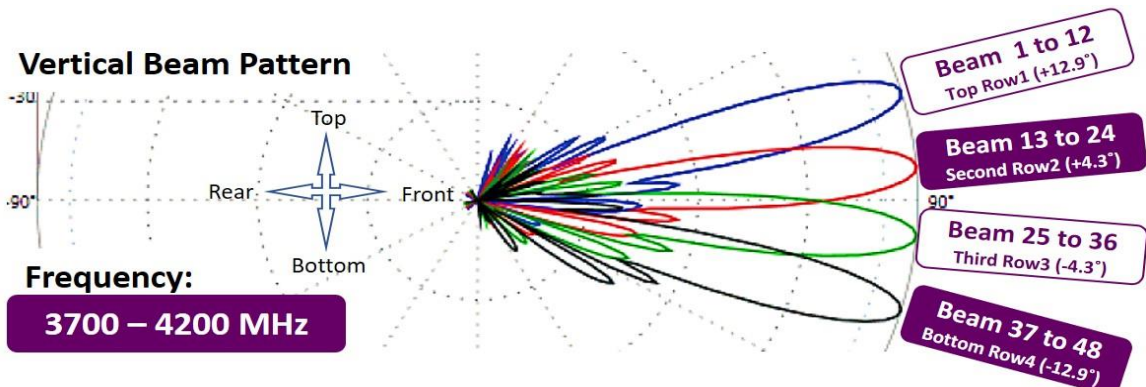 Vertical Beam Pattern
-30
Top
Rear
Front
-90°
Bottom
90°
Frequency:
3700 – 4200 MHz
Beam 1 to 12
Top Row1 (+12.9˚)
Beam 13 to 24
Second Row2 (+4.3˚)
Beam 25 to 36
Third Row3 (-4.3˚)
Beam 37 to 48
Bottom Row4 (-12.9˚)